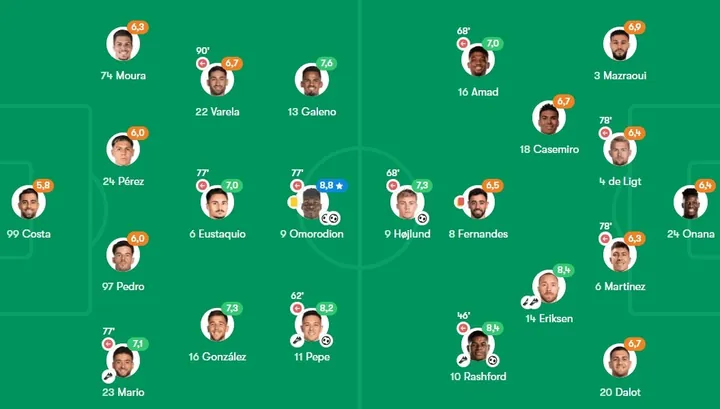 6,3
74 Moura
90'
6,7
22 Varela
7,6
13 Galeno
68'
7,0
16 Amad
6,9
3 Mazraoui
6,0
24 Pérez
6,7
18 Casemiro
78'
6,4
4 de Ligt
5,8
99 Costa
77'
7,0
6 Eustaquio
77'
8,8
9 Omorodion
68'
7,3
9 Højlund
6,5
8 Fernandes
6,4
24 Onana
6,0
97 Pedro
78'
6,3
6 Martínez
8,4
14 Eriksen
77'
7,1
23 Mario
7,3
16 González
62'
8,2
11 Pepe
46'
8,4
10 Rashford
6,7
20 Dalot